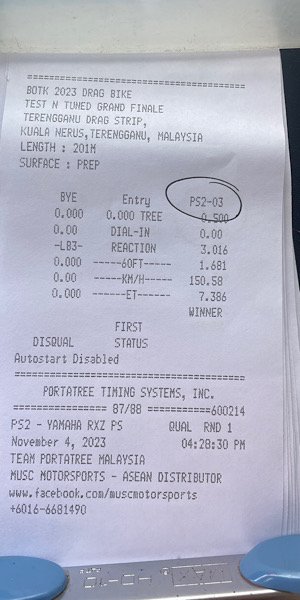 ==========================================
BOTK 2023 DRAG BIKE
TEST N TUNED GRAND FINALE
TERENGGANU DRAG STRIP,
KUALA NERUS,TERENGGANU, MALAYSIA
LENGTH : 201M
SURFACE : PREP
BYE Entry PS2-03
0.000 0.000 TREE 0.500
0.00 DIAL-IN 0.00
-LB3- REACTION 3.016
0.000 -----60FT----- 1.681
0.00 -----KM/H----- 150.58
0.000 ------ET------ 7.386
WINNER
FIRST
DISQUAL STATUS
Autostart Disabled
==========================================
PORTATREE TIMING SYSTEMS, INC.
================== 87/88 ===========600214
PS2 - YAMAHA RXZ PS QUAL RND 1
November 4, 2023 04:28:30 PM
TEAM PORTATREE MALAYSIA
MUSC MOTORSPORTS - ASEAN DISTRIBUTOR
www.facebook.com/muscmotorsports
+6016-6681490